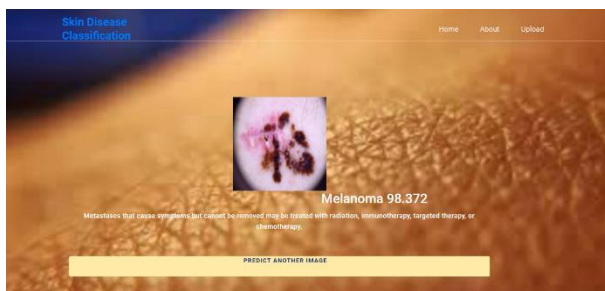 Skin Disease
Classification
Home About Upload
Melanoma 98.372
Metastases that cause symptoms but cannot be removed may be treated with radiation, immunotherapy, targeted therapy, or
chemotherapy.
PREDICT ANOTHER IMAGE